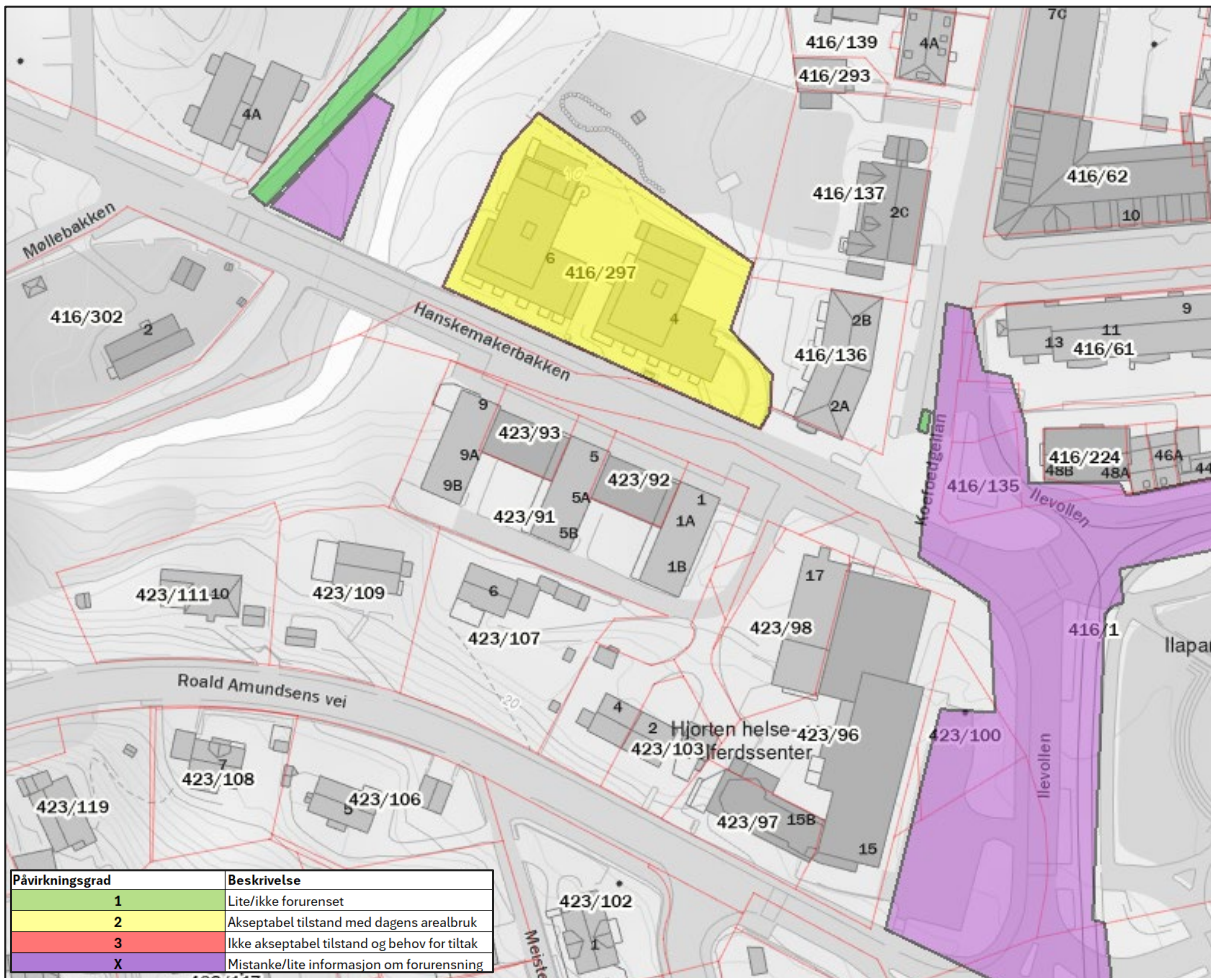 7C
416/139
4A
416/293
4A
10
416/62
416/137
2C
10
6
416/297
Møllebakken
9
416/302
2
4
2B
11
13
416/61
Hanskemakerbakken
416/136
2A
9
423/93
5
9A
416/224
46A
48B
48A
44
423/92
9B
5A
1
416/135
Koefoedgeilan
Ilevollen
423/91
5B
1A
1B
17
423/111
10
423/109
6
423/98
416/1
423/107
Ilapar
Roald Amundsens vei
20
4
2
Hjorten helse-
423/103
lferdssenter
423/96
423/100
Ilevollen
7
423/108
423/119
5
423/106
423/97
15B
15
423/102
1
Meiste
Påvirkningsgrad Beskrivelse
1 Lite/ikke forurenset
2 Akseptabel tilstand med dagens arealbruk
3 Ikke akseptabel tilstand og behov for tiltak
X Mistanke/lite informasjon om forurensning